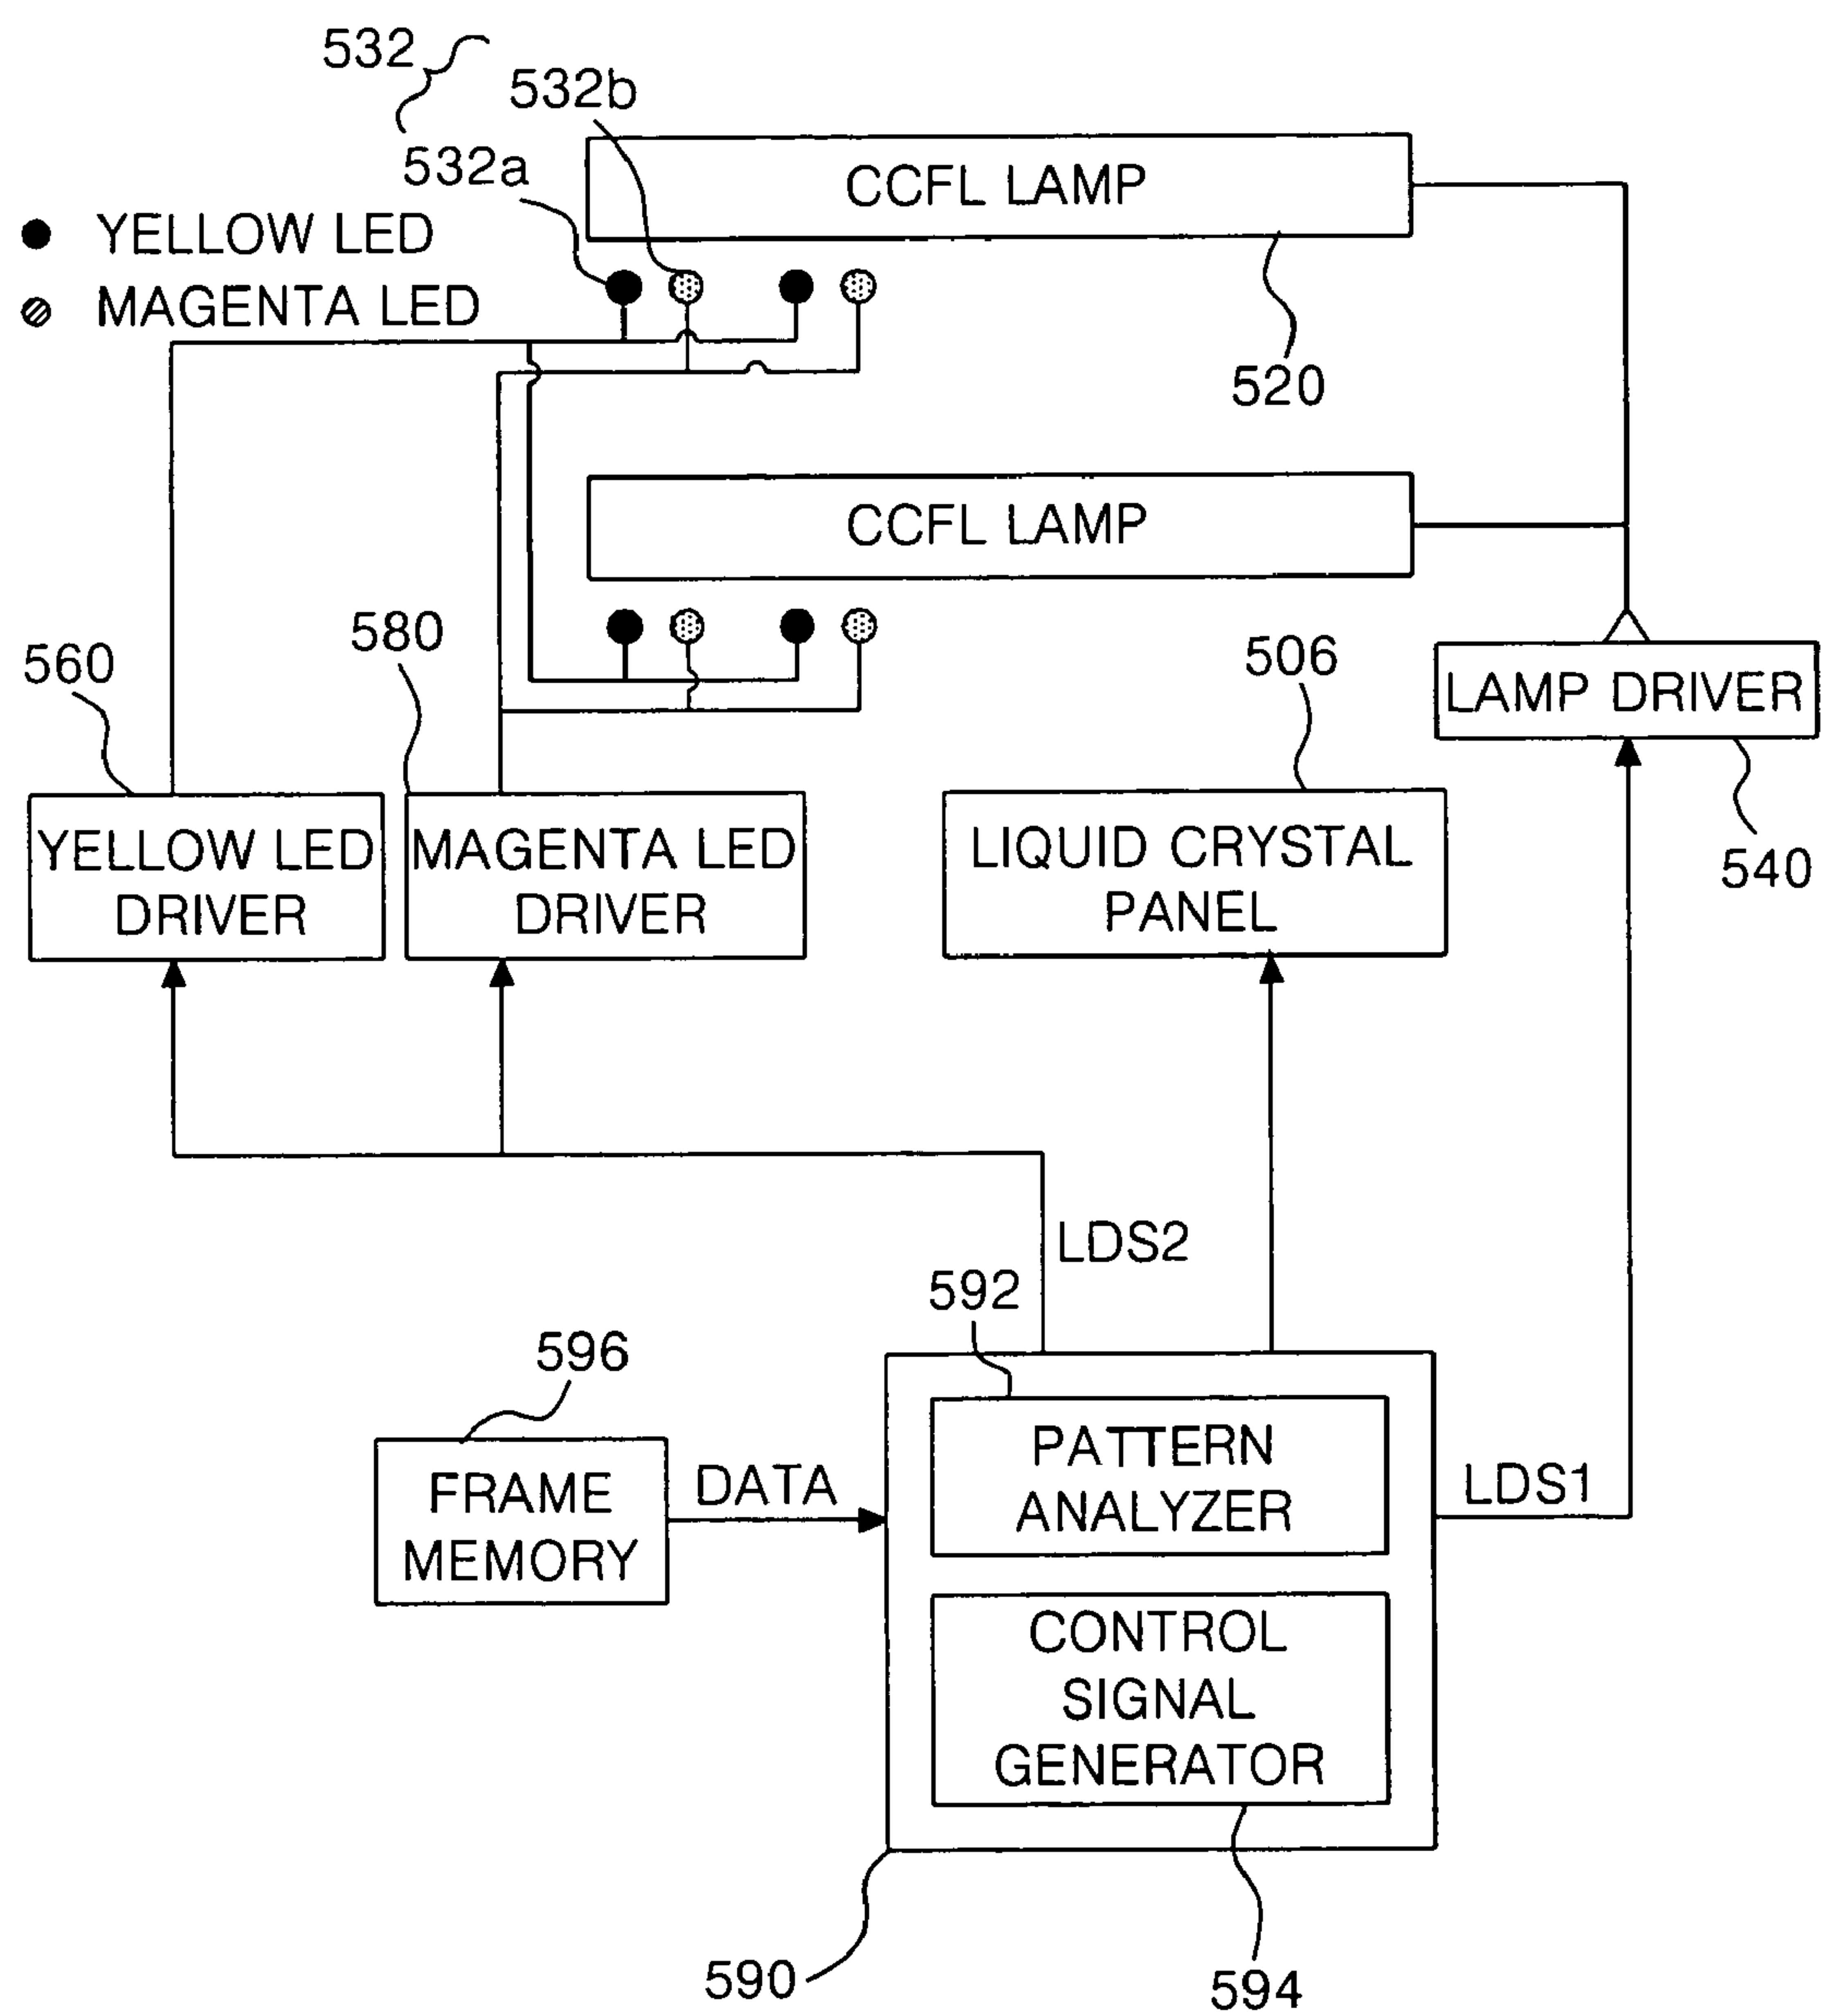 532
532b
532a
CCFL LAMP
YELLOW LED
MAGENTA LED
520
CCFL LAMP
580
560
506
LAMP DRIVER
540
YELLOW LED
DRIVER
MAGENTA LED
DRIVER
LIQUID CRYSTAL
PANEL
LDS2
592
596
FRAME
MEMORY
DATA
PATTERN
ANALYZER
LDS1
CONTROL
SIGNAL
GENERATOR
590
594